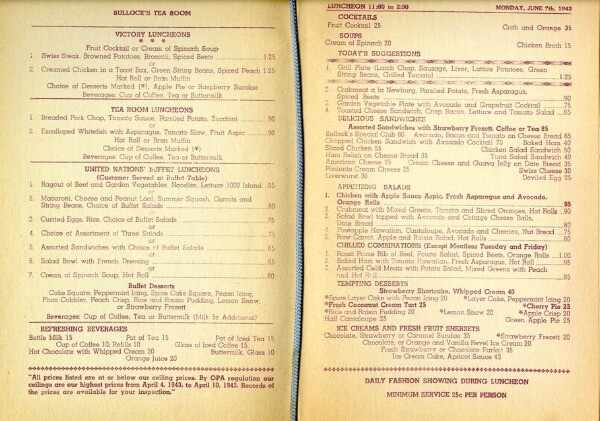 BULLOCK'S TEA ROOM
VICTORY LUNCHEONS
* * *
Fruit Cocktail or Cream of Spinach Soup
1. Swiss Steak, Browned Potatoes, Broccoli, Spiced Beets 1.25
or
2. Creamed Chicken in a Toast Box, Green String Beans, Spiced Peach 1.25
Hot Roll or Bran Muffin
Choice of Desserts Marked (*), Apple Pie or Raspberry Sundae
Beverages: Cup of Coffee, Tea or Buttermilk
TEA ROOM LUNCHEONS
1. Breaded Pork Chop, Tomato Sauce, Parslied Potato, Zucchini .90
or
2. Escalloped Whitefish with Asparagus, Tomato Slaw, Fruit Aspic .90
Hot Roll or Bran Muffin
Choice of Desserts Marked (*)
Beverages: Cup of Coffee, Tea or Buttermilk
UNITED NATIONS' BUFFET LUNCHEONS
(Customer Served at Buffet Table)
1. Ragout of Beef and Garden Vegetables, Noodles, Lettuce 1000 Island .85
or
2. Macaroni, Cheese and Peanut Loaf, Summer Squash, Carrots and
String Beans, Choice of Buffet Salads .80
or
3. Curried Eggs, Rice, Choice of Buffet Salads .75
or
4. Choice of Assortment of Three Salads .75
or
5. Assorted Sandwiches with Choice of Buffet Salads .65
or
6. Salad Bowl with French Dressing .65
or
7. Cream of Spinach Soup, Hot Roll .60
Buffet Desserts
Cake Square, Peppermint Icing, Spice Cake Square, Pecan Icing,
Plum Cobbler, Peach Crisp, Rice and Raisin Pudding, Lemon Snow,
or Strawberry Frezett
Beverages: Cup of Coffee, Tea or Buttermilk (Milk 5c Additional)
REFRESHING BEVERAGES
Bottle Milk 15 Pot of Tea 15 Pot of Iced Tea 15
Cup of Coffee 10; Refills 10 Glass of Iced Coffee 15
Hot Chocolate with Whipped Cream 20 Buttermilk, Glass 10
Orange Juice 20
"All prices listed are at or below our ceiling prices. By OPA regulation our
ceilings are our highest prices from April 4, 1943, to April 10, 1943. Records of
the prices are available for your inspection."
LUNCHEON 11:00 to 2:30 MONDAY, JUNE 7th, 1943
COCKTAILS
Fruit Cocktail 25 Crab and Orange 35
SOUPS
Cream of Spinach 20 Chicken Broth 15
TODAY'S SUGGESTIONS
1. Grill Plate (Lamb Chop, Sausage, Liver, Lattice Potatoes, Green
String Beans, Grilled Tomato) 1.25
2. Crabmeat a la Newburg, Parslied Potato, Fresh Asparagus,
Spiced Beets .90
3. Garden Vegetable Plate with Avocado and Grapefruit Cocktail .75
4. Toasted Cheese Sandwich, Crisp Bacon, Lettuce and Tomato Salad .65
DELICIOUS SANDWICHES
Assorted Sandwiches with Strawberry Frezett, Coffee or Tea 85
Bullock's Special Club 80 Avocado, Bacon and Tomato on Cheese Bread 65
Chopped Chicken Sandwich with Avocado Cocktail 70 Baked Ham 40
Sliced Chicken 55 Chicken Salad Sandwich 50
Ham Relish on Cheese Bread 35 Tuna Salad Sandwich 40
American Cheese 25 Cream Cheese and Guava Jelly on Date Bread 35
Pimiento Cream Cheese 25 Swiss Cheese 30
Liverwurst 30 Deviled Egg 25
APPETIZING SALADS
1. Chicken with Apple Sauce Aspic, Fresh Asparagus and Avocado,
Orange Rolls .95
2. Crabmeat with Mixed Greens, Tomato and Sliced Oranges, Hot Rolls .90
3. Salad Bowl topped with Avocado and Cottage Cheese Balls,
Date Bread .80
4. Pineapple Hawaiian, Cottage Cheese, Avocado and Cherries, Nut Bread .75
5. Raw Carrot, Apple and Raisin Salad, Hot Rolls .60
CHILLED COMBINATIONS (Except Meatless Tuesday and Friday)
1. Roast Prime Rib of Beef, Potato Salad, Spiced Beets, Orange Rolls 1.00
2. Baked Ham with Tomato Hawaiian, Fresh Asparagus, Hot Roll .95
3. Assorted Cold Meats with Potato Salad, Mixed Greens with Peach
and Hot Roll .85
TEMPTING DESSERTS
Strawberry Shortcake, Whipped Cream 40
*Spice Layer Cake with Pecan Icing 20 *Layer Cake, Peppermint Icing 20
*Fresh Cocoanut Cream Tart 25 *Cherry Pie 25
*Rice and Raisin Pudding 20 *Lemon Snow 20 *Apple Crisp 20
Half Cantaloupe 25 Green Apple Pie 25
ICE CREAMS AND FRESH FRUIT SHERBETS
Chocolate, Strawberry or Caramel Sundae 35 *Strawberry Frezett 20
Chocolate, or Orange and Vanilla Bevel Ice Cream 20
Fresh Strawberry or Chocolate Parfait 35
Ice Cream Cake, Apricot Sauce 40
DAILY FASHION SHOWING DURING LUNCHEON
MINIMUM SERVICE 25c PER PERSON